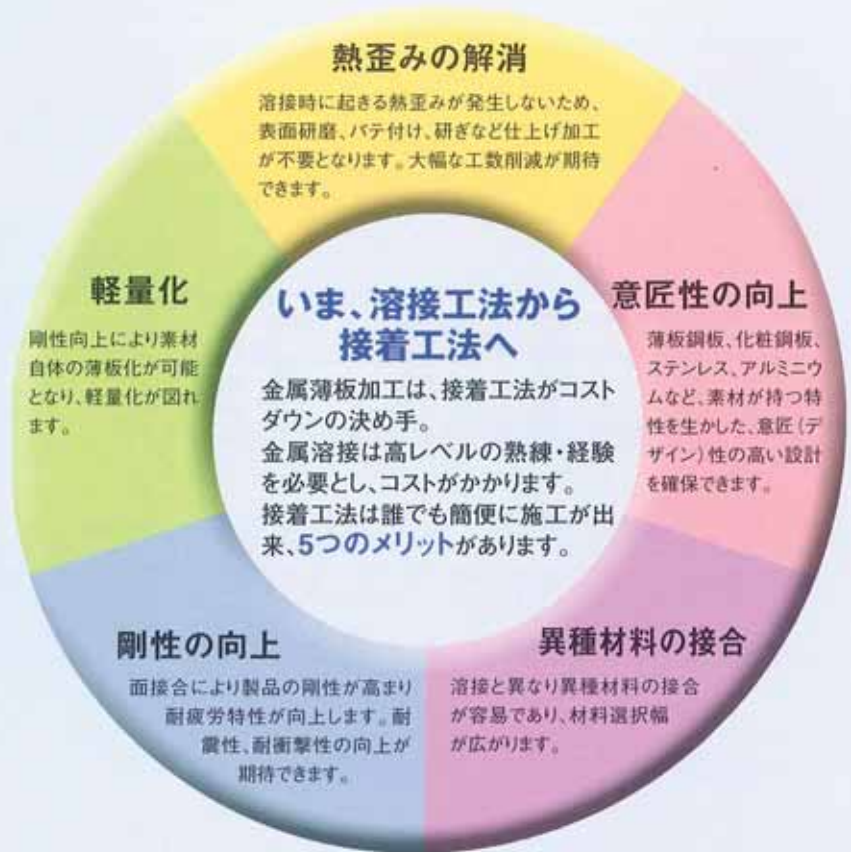 熱歪みの解消
溶接時に起きる熱歪みが発生しないため、
表面研磨、パテ付け、研ぎなど仕上げ加工
が不要となります。大幅な工数削減が期待
できます。
意匠性の向上
薄板鋼板、化粧鋼板、
ステンレス、アルミニウ
ムなど、素材が持つ特
性を生かした、意匠(デ
ザイン)性の高い設計
を確保できます。
異種材料の接合
溶接と異なり異種材料の接合
が容易であり、材料選択幅
が広がります。
剛性の向上
面接合により製品の剛性が高まり
耐疲労特性が向上します。耐
震性、耐衝撃性の向上が
期待できます。
軽量化
剛性向上により素材
自体の薄板化が可能
となり、軽量化が図れ
ます。
いま、溶接工法から
接着工法へ
金属薄板加工は、接着工法がコスト
ダウンの決め手。
金属溶接は高レベルの熟練・経験
を必要とし、コストがかかります。
接着工法は誰でも簡便に施工が出
来、5つのメリットがあります。